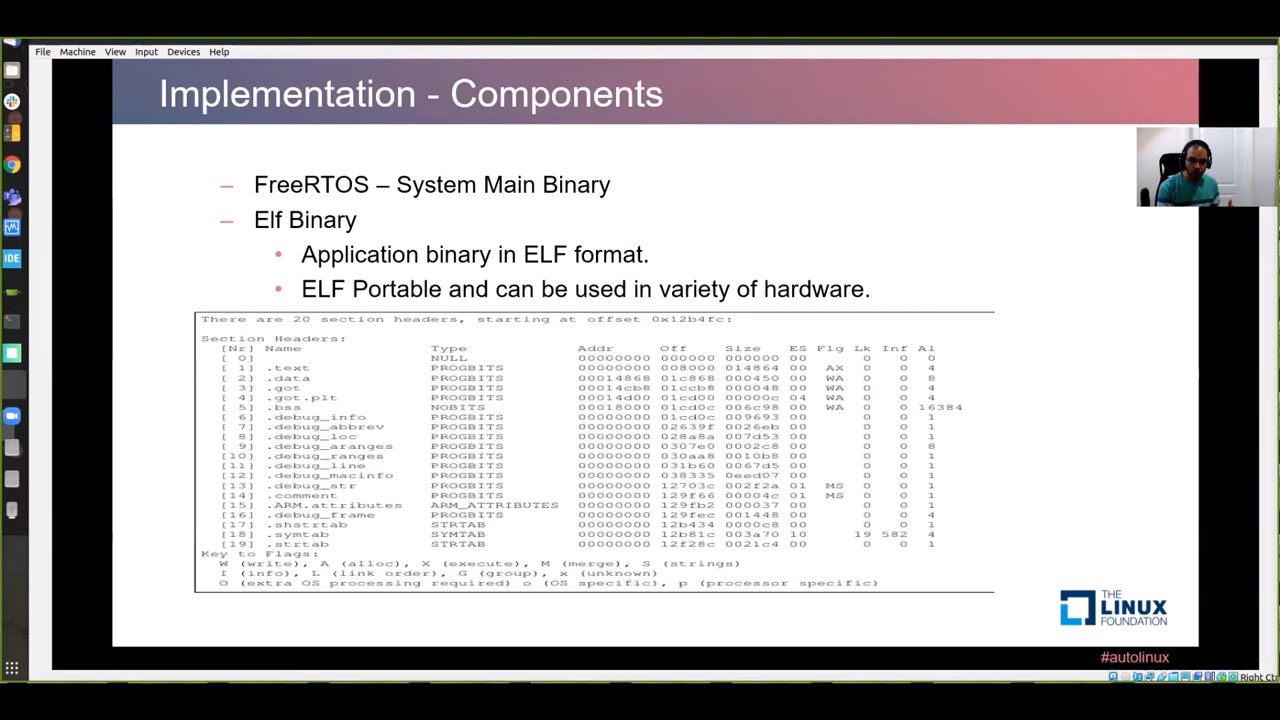 File Machine View Input Devices Help
Implementation - Components
– FreeRTOS – System Main Binary
– Elf Binary
• Application binary in ELF format.
• ELF Portable and can be used in variety of hardware.
There are 20 section headers, starting at offset 0x12b4fc:
Section Headers:
[Nr] Name Type Addr Off Size ES Flg Lk Inf Al
[ 0] NULL 00000000 000000 000000 00 0 0 0
[ 1] .text PROGBITS 00000000 008000 014864 00 AX 0 0 4
[ 2] .data PROGBITS 00014868 01c868 000450 00 WA 0 0 8
[ 3] .got PROGBITS 00014cb8 01ccb8 000048 00 WA 0 0 4
[ 4] .got.plt PROGBITS 00014d00 01cd00 00000c 04 WA 0 0 4
[ 5] .bss NOBITS 00018000 01cd0c 006c98 00 WA 0 0 16384
[ 6] .debug_info PROGBITS 00000000 01cd0c 009693 00 0 0 1
[ 7] .debug_abbrev PROGBITS 00000000 02639f 0026eb 00 0 0 1
[ 8] .debug_loc PROGBITS 00000000 028a8a 007d53 00 0 0 1
[ 9] .debug_aranges PROGBITS 00000000 0307e0 0002c8 00 0 0 8
[10] .debug_ranges PROGBITS 00000000 030aa8 0010b8 00 0 0 1
[11] .debug_line PROGBITS 00000000 031b60 0067d5 00 0 0 1
[12] .debug_macinfo PROGBITS 00000000 038335 0eed07 00 0 0 1
[13] .debug_str PROGBITS 00000000 12703c 002f2a 01 MS 0 0 1
[14] .comment PROGBITS 00000000 129f66 00004c 01 MS 0 0 1
[15] .ARM.attributes ARM_ATTRIBUTES 00000000 129fb2 000037 00 0 0 1
[16] .debug_frame PROGBITS 00000000 129fec 001448 00 0 0 4
[17] .shstrtab STRTAB 00000000 12b434 0000c8 00 0 0 1
[18] .symtab SYMTAB 00000000 12b81c 003a70 10 19 582 4
[19] .strtab STRTAB 00000000 12f28c 0021c4 00 0 0 1
Key to Flags:
W (write), A (alloc), X (execute), M (merge), S (strings)
I (info), L (link order), G (group), x (unknown)
O (extra OS processing required) o (OS specific), p (processor specific)
THE
LINUX
FOUNDATION
#autolinux
IDE
Right Ct